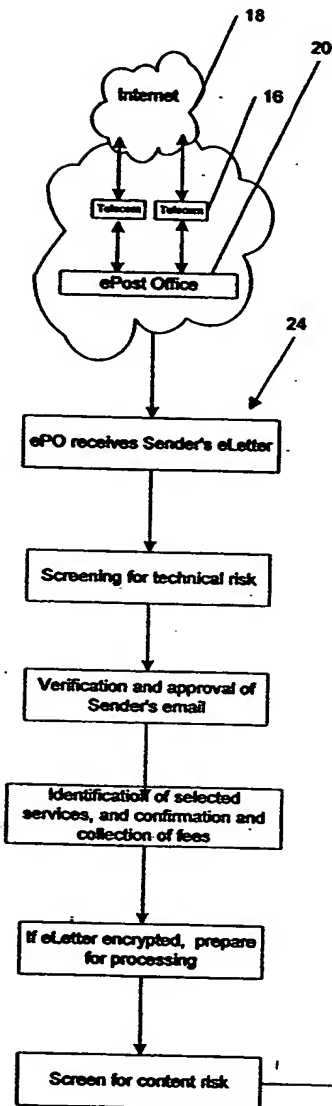 18
20
Internet
16
Telecom Telecom
ePost Office
24
ePO receives Sender's eLetter
Screening for technical risk
Verification and approval of
Sender's email
Identification of selected
services, and confirmation and
collection of fees
If eLetter encrypted, prepare
for processing
Screen for content risk